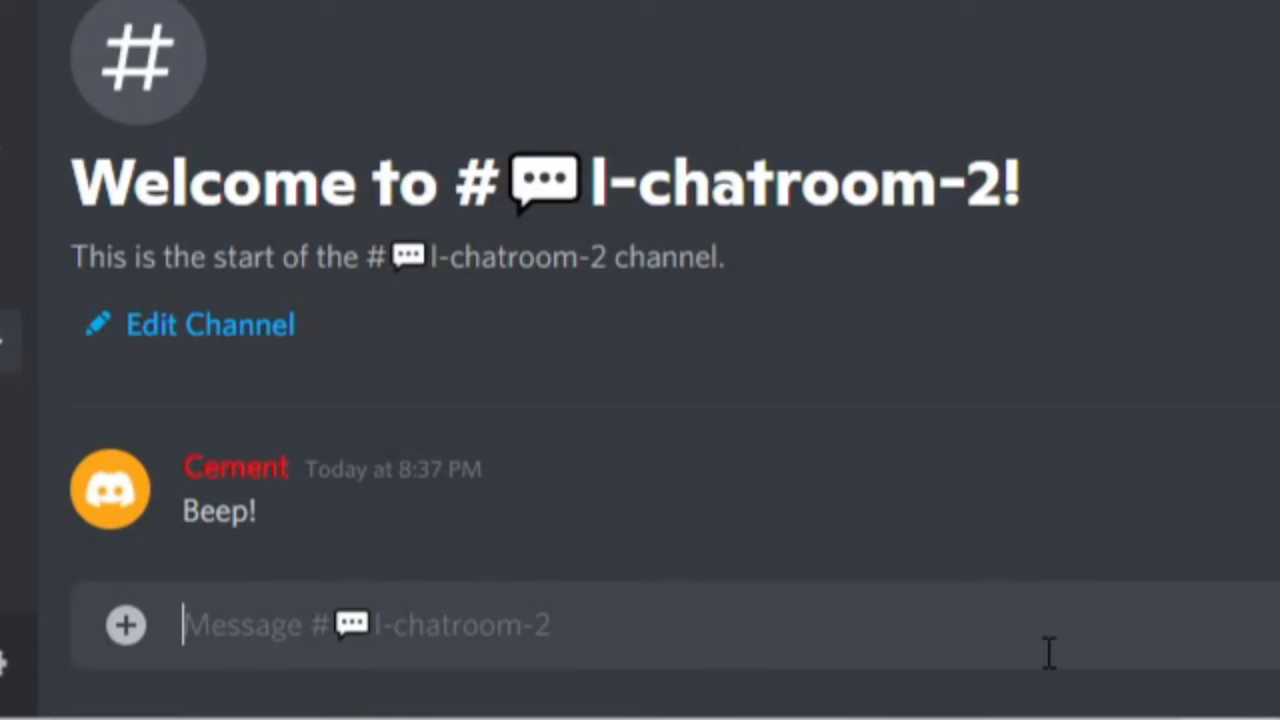 #
Welcome to #💬l-chatroom-2!
This is the start of the #💬l-chatroom-2 channel.
Edit Channel
Cement Today at 8:37 PM
Beep!
Message #💬l-chatroom-2